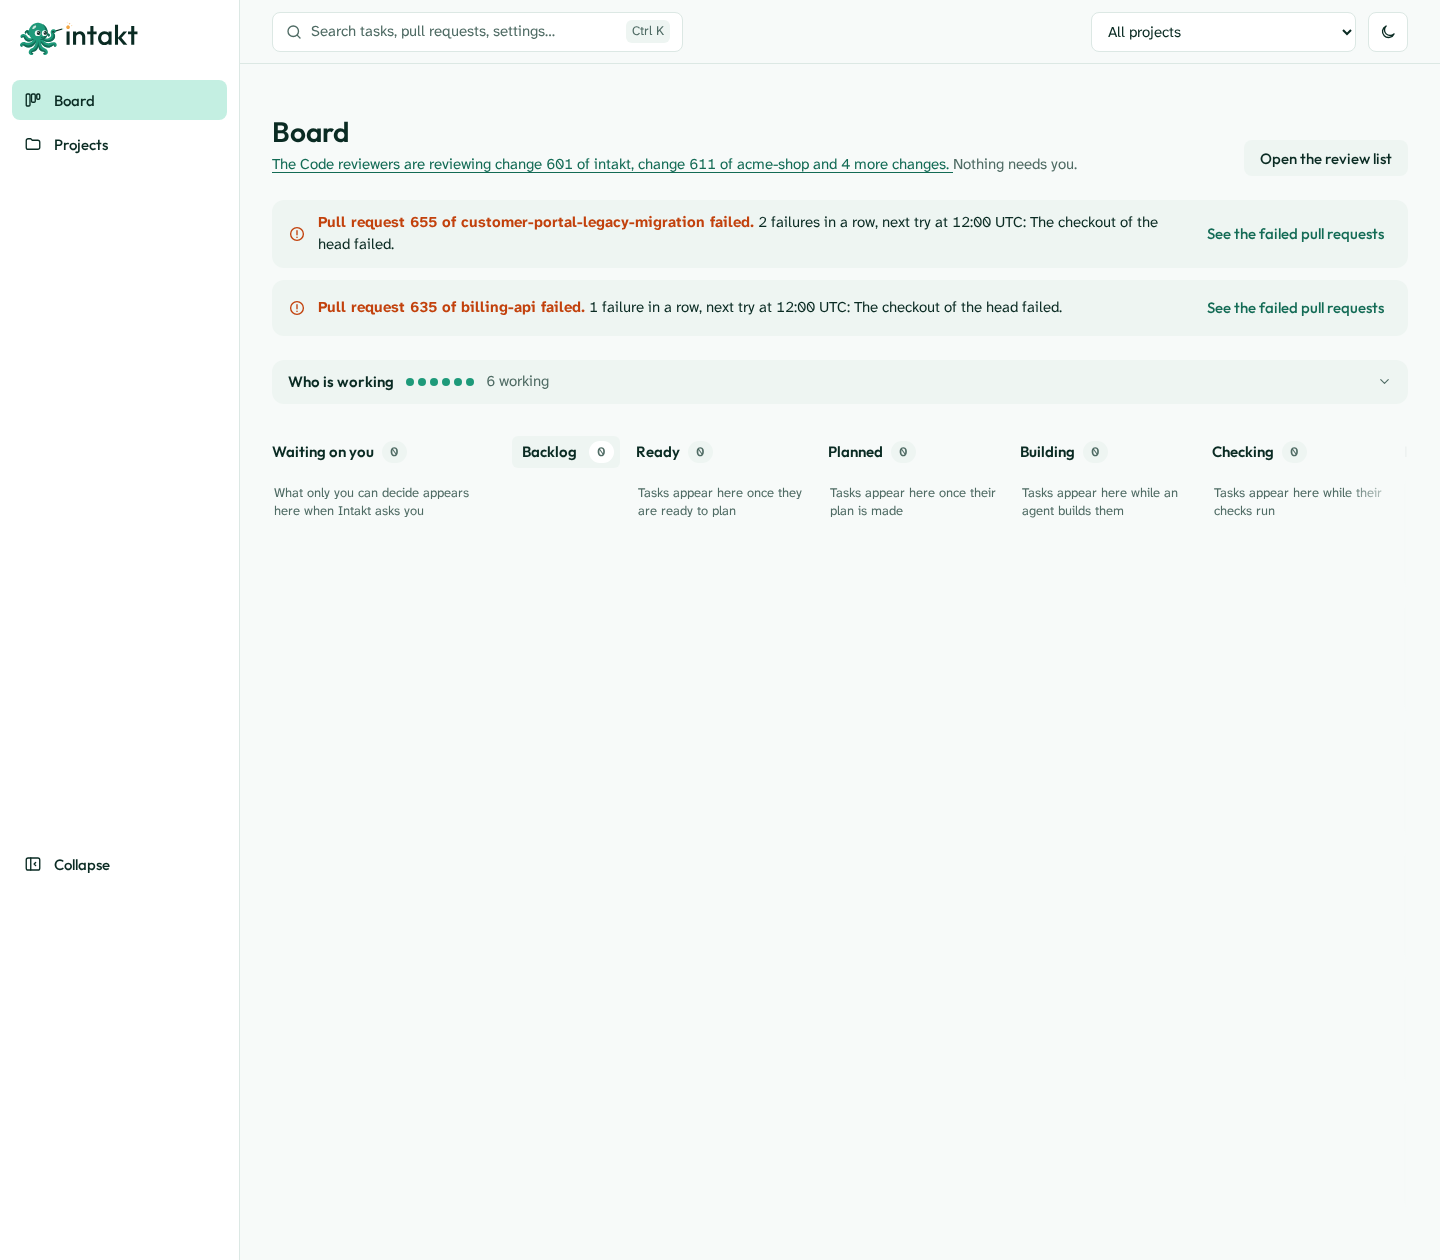 intakt
Search tasks, pull requests, settings...
Ctrl K
All projects
Board
Projects
Board
The Code reviewers are reviewing change 601 of intakt, change 611 of acme-shop and 4 more changes. Nothing needs you.
Open the review list
Pull request 655 of customer-portal-legacy-migration failed. 2 failures in a row, next try at 12:00 UTC: The checkout of the
head failed.
See the failed pull requests
Pull request 635 of billing-api failed. 1 failure in a row, next try at 12:00 UTC: The checkout of the head failed.
See the failed pull requests
Who is working
6 working
Waiting on you 0
What only you can decide appears
here when Intakt asks you
Backlog 0
Ready 0
Tasks appear here once they
are ready to plan
Planned 0
Tasks appear here once their
plan is made
Building 0
Tasks appear here while an
agent builds them
Checking 0
Tasks appear here while their
checks run
Collapse